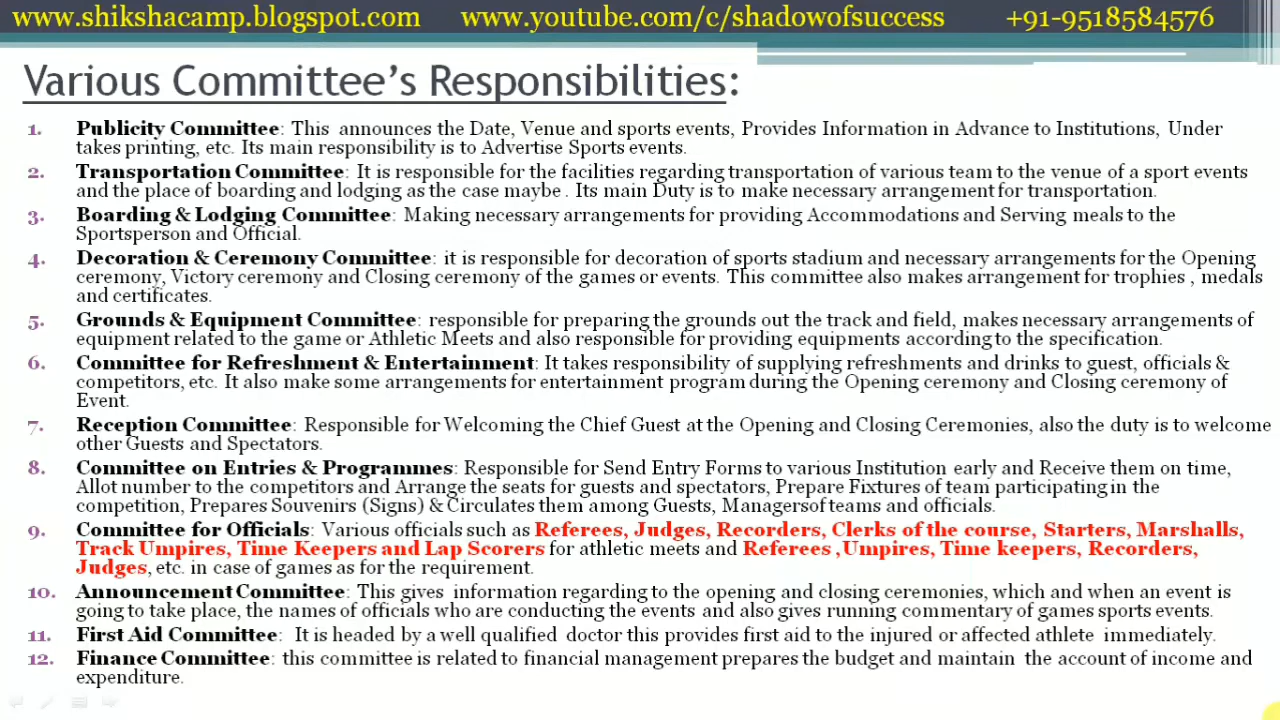 www.shikshacamp.blogspot.com www.youtube.com/c/shadowofsuccess +91-9518584576
Various Committee's Responsibilities:
1. Publicity Committee: This announces the Date, Venue and sports events, Provides Information in Advance to Institutions, Under
takes printing, etc. Its main responsibility is to Advertise Sports events.
2. Transportation Committee: It is responsible for the facilities regarding transportation of various team to the venue of a sport events
and the place of boarding and lodging as the case maybe . Its main Duty is to make necessary arrangement for transportation.
3. Boarding & Lodging Committee: Making necessary arrangements for providing Accommodations and Serving meals to the
Sportsperson and Official.
4. Decoration & Ceremony Committee: it is responsible for decoration of sports stadium and necessary arrangements for the Opening
ceremony, Victory ceremony and Closing ceremony of the games or events. This committee also makes arrangement for trophies , medals
and certificates.
5. Grounds & Equipment Committee: responsible for preparing the grounds out the track and field, makes necessary arrangements of
equipment related to the game or Athletic Meets and also responsible for providing equipments according to the specification.
6. Committee for Refreshment & Entertainment: It takes responsibility of supplying refreshments and drinks to guest, officials &
competitors, etc. It also make some arrangements for entertainment program during the Opening ceremony and Closing ceremony of
Event.
7. Reception Committee: Responsible for Welcoming the Chief Guest at the Opening and Closing Ceremonies, also the duty is to welcome
other Guests and Spectators.
8. Committee on Entries & Programmes: Responsible for Send Entry Forms to various Institution early and Receive them on time,
Allot number to the competitors and Arrange the seats for guests and spectators, Prepare Fixtures of team participating in the
competition, Prepares Souvenirs (Signs) & Circulates them among Guests, Managersof teams and officials.
9. Committee for Officials: Various officials such as Referees, Judges, Recorders, Clerks of the course, Starters, Marshalls,
Track Umpires, Time Keepers and Lap Scorers for athletic meets and Referees ,Umpires, Time keepers, Recorders,
Judges, etc. in case of games as for the requirement.
10. Announcement Committee: This gives information regarding to the opening and closing ceremonies, which and when an event is
going to take place, the names of officials who are conducting the events and also gives running commentary of games sports events.
11. First Aid Committee: It is headed by a well qualified doctor this provides first aid to the injured or affected athlete immediately.
12. Finance Committee: this committee is related to financial management prepares the budget and maintain the account of income and
expenditure.